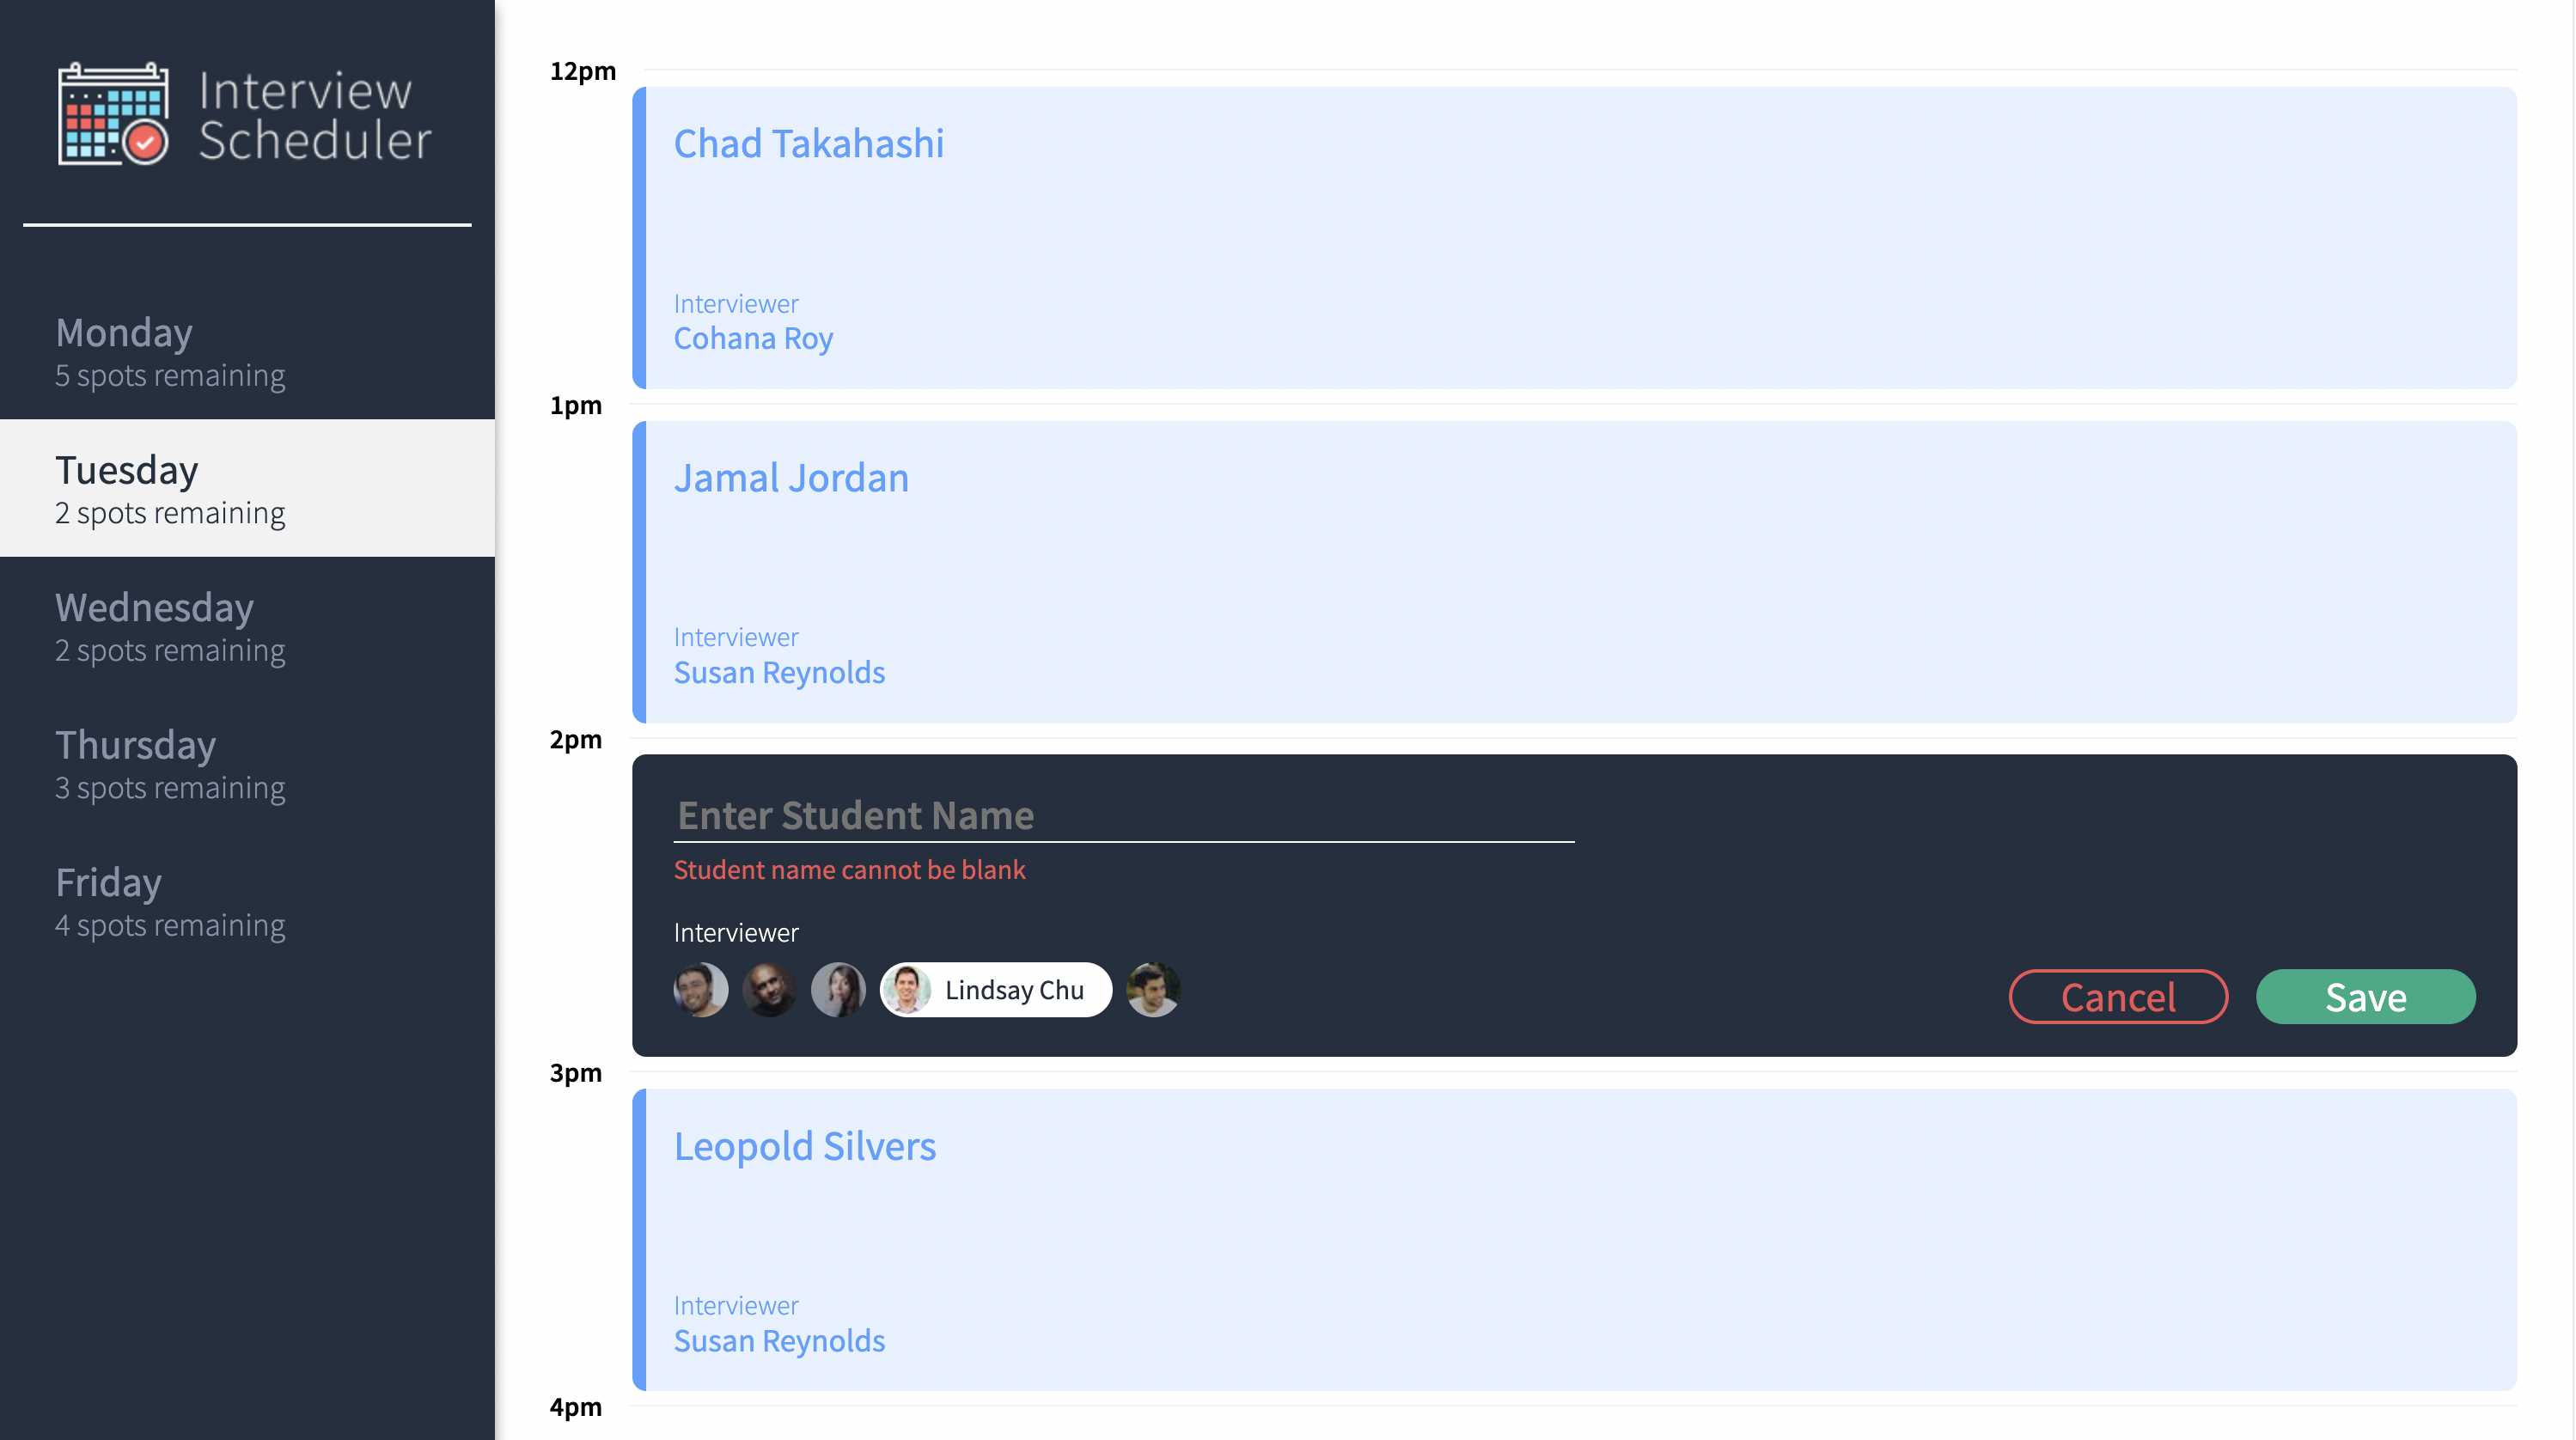 Interview
Scheduler
Monday
5 spots remaining
Tuesday
2 spots remaining
Wednesday
2 spots remaining
Thursday
3 spots remaining
Friday
4 spots remaining
12pm
Chad Takahashi
Interviewer
Cohana Roy
1pm
Jamal Jordan
Interviewer
Susan Reynolds
2pm
Enter Student Name
Student name cannot be blank
Interviewer
Lindsay Chu
Cancel
Save
3pm
Leopold Silvers
Interviewer
Susan Reynolds
4pm